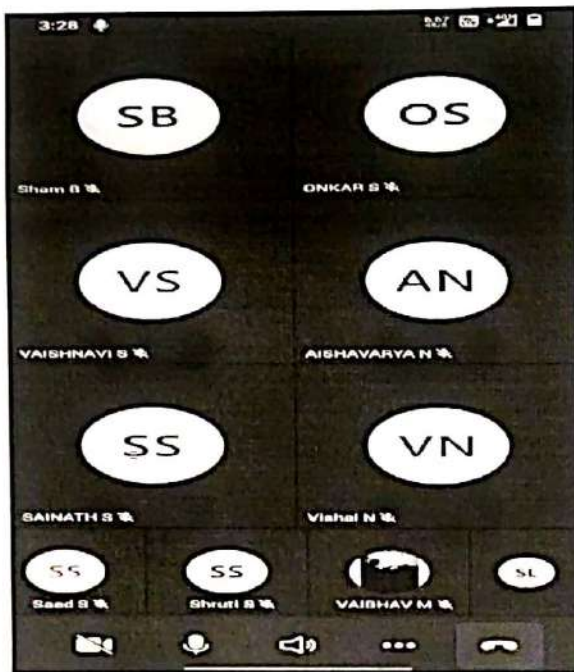 3:28
SB OS
Sham B ONKAR S
VS AN
VAISHNAVI S AISHAVARYA N
SS VN
SAINATH S Vishal N
SS SS SL
Saad S Shruti S VAIBHAV M